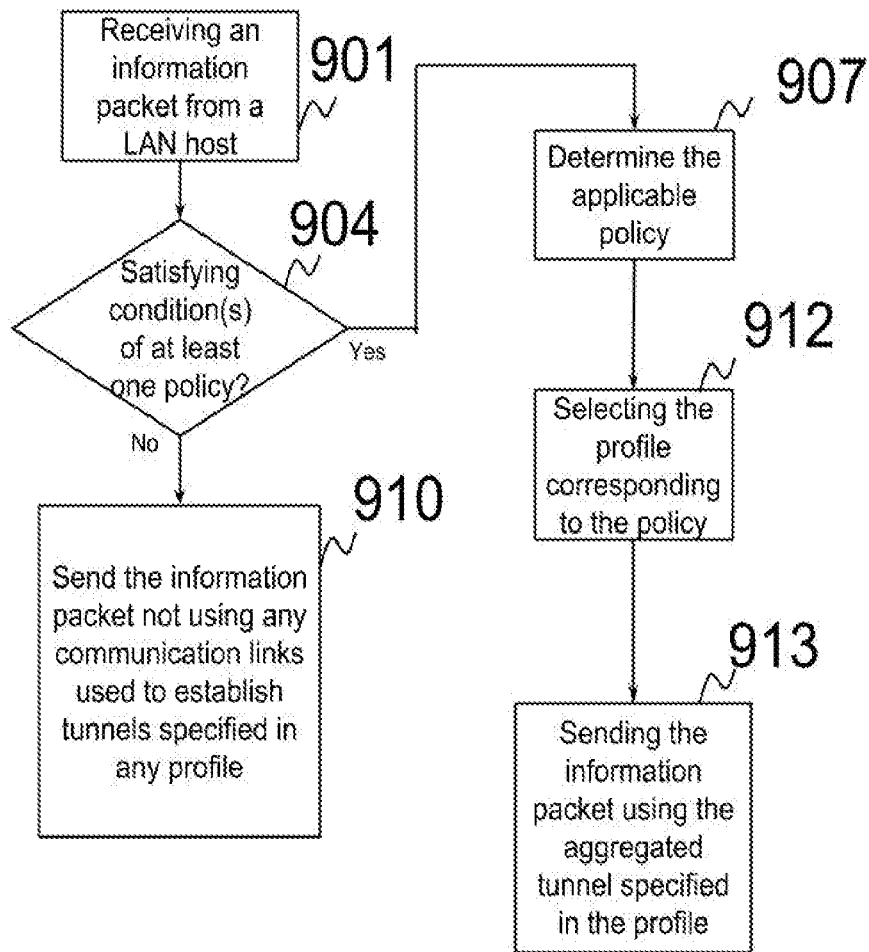 Receiving an
information
packet from a
LAN host
901
904
Satisfying
condition(s)
of at least
one policy?
Yes
No
910
Send the information
packet not using any
communication links
used to establish
tunnels specified in
any profile
907
Determine the
applicable
policy
912
Selecting the
profile
corresponding
to the policy
913
Sending the
information
packet using the
aggregated
tunnel specified
in the profile